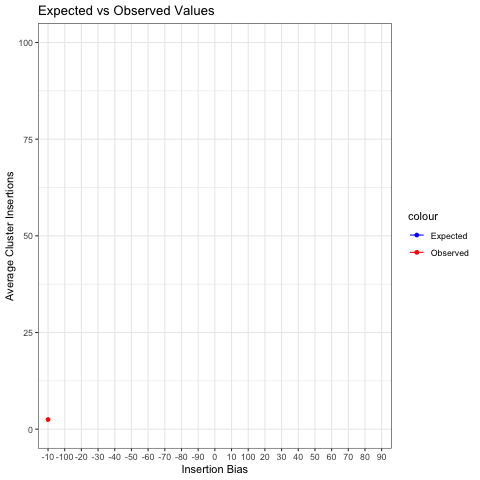 Expected vs Observed Values
100
75
50
25
0
Average Cluster Insertions
-10 -100 -20 -30 -40 -50 -60 -70 -80 -90 0 10 100 20 30 40 50 60 70 80 90
Insertion Bias
colour
Expected
Observed